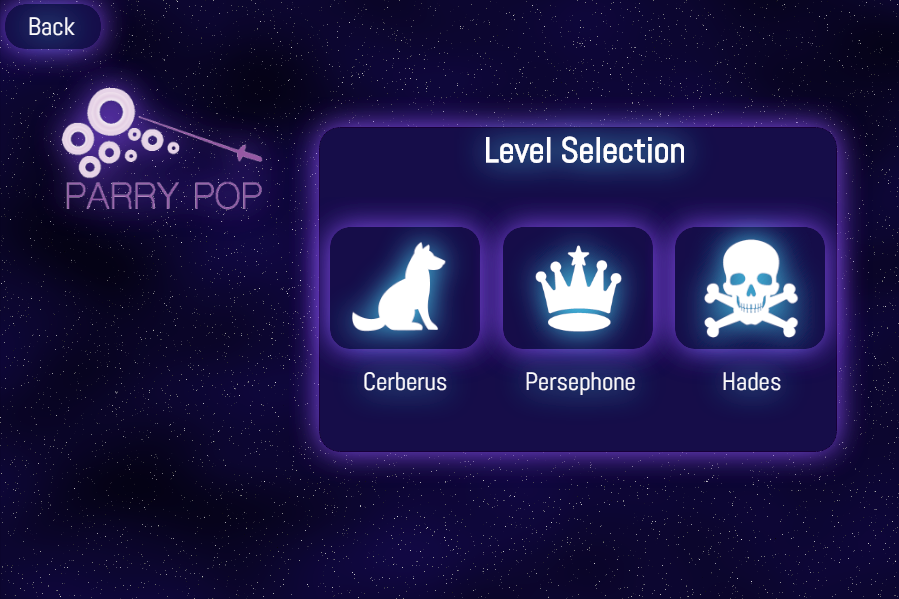 Back
PARRY POP
Level Selection
Cerberus
Persephone
Hades